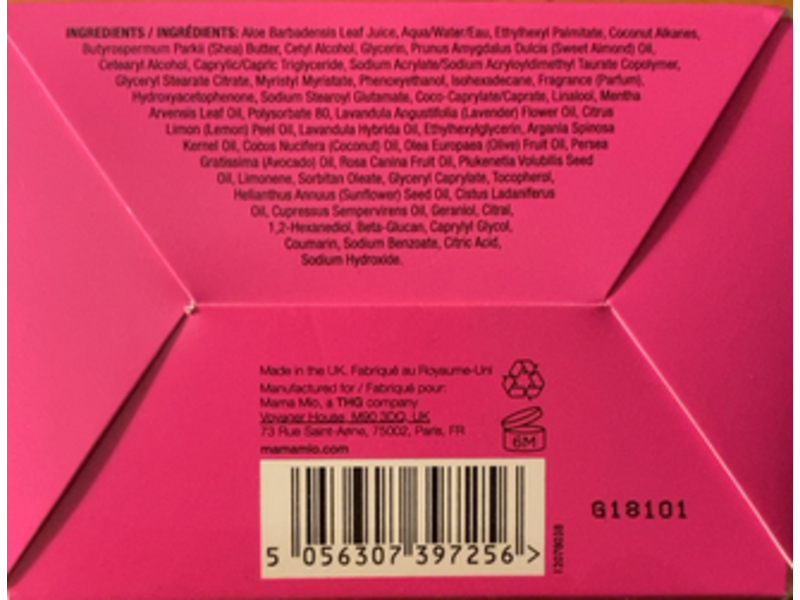 INGREDIENTS / INGRÉDIENTS: Aloe Barbadensis Leaf Juice, Aqua/Water/Eau, Ethylhexyl Palmitate, Coconut Alkanes,
Butyrospermum Parkii (Shea) Butter, Cetyl Alcohol, Glycerin, Prunus Amygdalus Dulcis (Sweet Almond) Oil,
Cetearyl Alcohol, Caprylic/Capric Triglyceride, Sodium Acrylate/Sodium Acryloyldimethyl Taurate Copolymer,
Glyceryl Stearate Citrate, Myristyl Myristate, Phenoxyethanol, Isohexadecane, Fragrance (Parfum),
Hydroxyacetophenone, Sodium Stearoyl Glutamate, Coco-Caprylate/Caprate, Linalool, Mentha
Arvensis Leaf Oil, Polysorbate 80, Lavandula Angustifolia (Lavender) Flower Oil, Citrus
Limon (Lemon) Peel Oil, Lavandula Hybrida Oil, Ethylhexylglycerin, Argania Spinosa
Kernel Oil, Cocos Nucifera (Coconut) Oil, Olea Europaea (Olive) Fruit Oil, Persea
Gratissima (Avocado) Oil, Rosa Canina Fruit Oil, Plukenetia Volubilis Seed
Oil, Limonene, Sorbitan Oleate, Glyceryl Caprylate, Tocopherol,
Helianthus Annuus (Sunflower) Seed Oil, Cistus Ladaniferus
Oil, Cupressus Sempervirens Oil, Geraniol, Citral,
1,2-Hexanediol, Beta-Glucan, Caprylyl Glycol,
Coumarin, Sodium Benzoate, Citric Acid,
Sodium Hydroxide.
Made in the UK. Fabriqué au Royaume-Uni
Manufactured for / Fabriqué pour:
Mama Mio, a THG company
Voyager House, M90 3DQ, UK
73 Rue Saint-Anne, 75002, Paris, FR
mamamio.com
6M
G18101
5 056307 397256 >